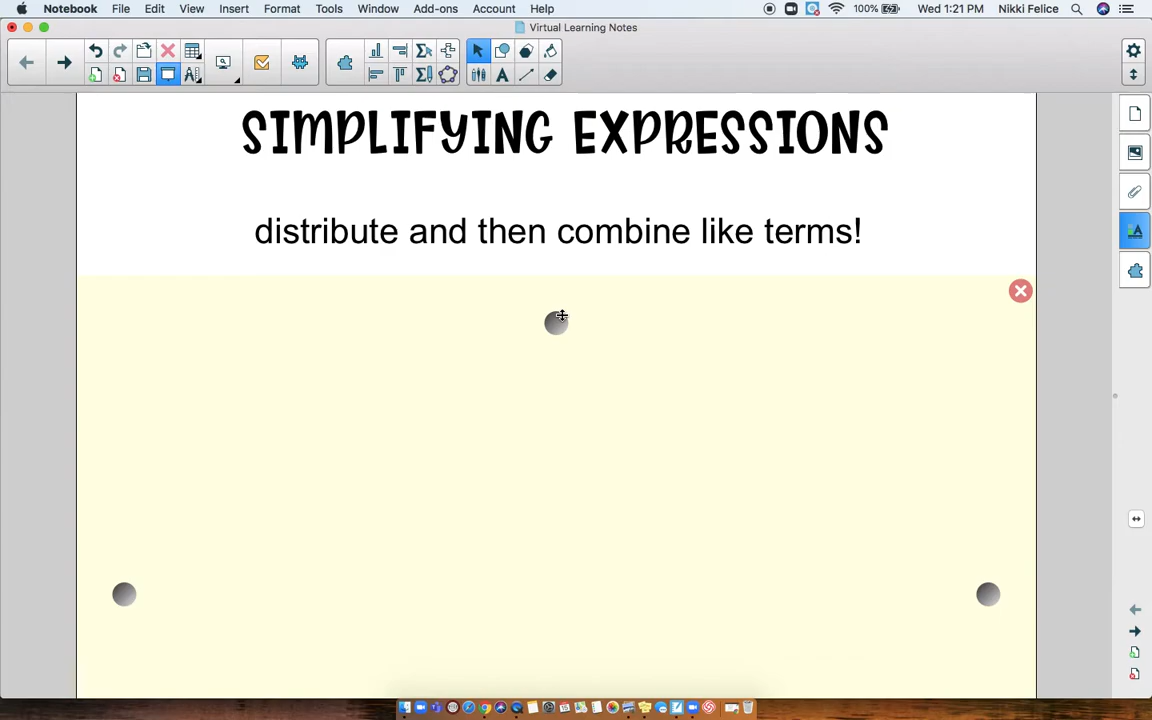 Notebook File Edit View Insert Format Tools Window Add-ons Account Help 100% Wed 1:21 PM Nikki Felice
Virtual Learning Notes
SIMPLIFYING EXPRESSIONS
distribute and then combine like terms!